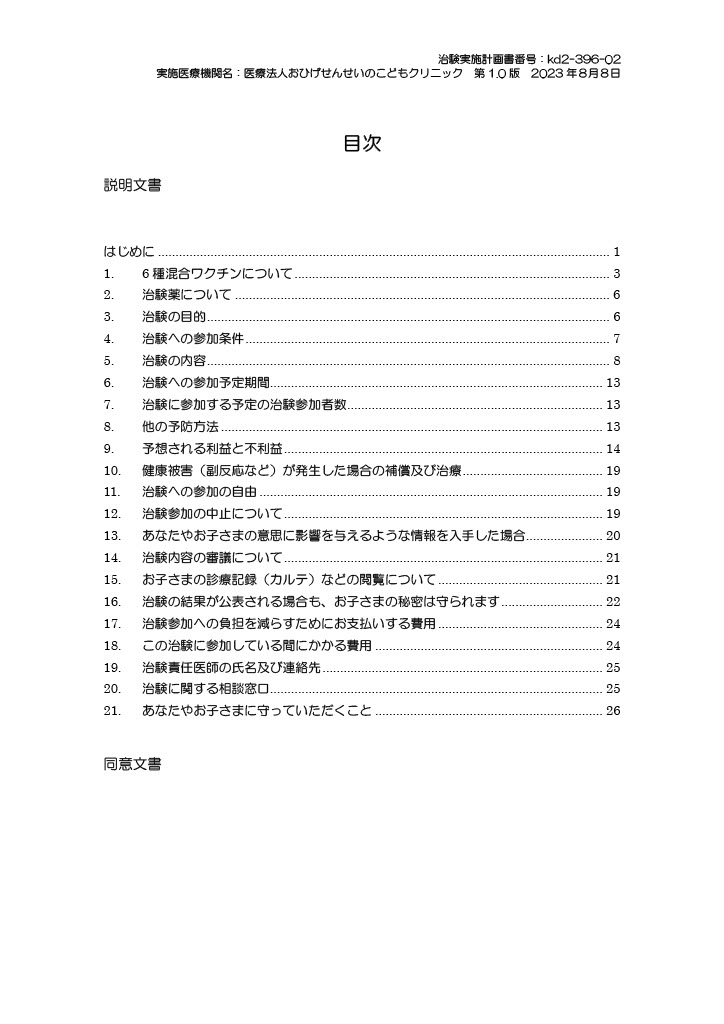 治験実施計画書番号：kd2-396-02
実施医療機関名：医療法人おひげせんせいのこどもクリニック　第1.0版　2023年8月8日
目次
説明文書
はじめに ........ 1
1. 6種混合ワクチンについて ........ 3
2. 治験薬について ........ 6
3. 治験の目的 ........ 6
4. 治験への参加条件 ........ 7
5. 治験の内容 ........ 8
6. 治験への参加予定期間 ........ 13
7. 治験に参加する予定の治験参加者数 ........ 13
8. 他の予防方法 ........ 13
9. 予想される利益と不利益 ........ 14
10. 健康被害（副反応など）が発生した場合の補償及び治療 ........ 19
11. 治験への参加の自由 ........ 19
12. 治験参加の中止について ........ 19
13. あなたやお子さまの意思に影響を与えるような情報を入手した場合 ........ 20
14. 治験内容の審議について ........ 21
15. お子さまの診療記録（カルテ）などの閲覧について ........ 21
16. 治験の結果が公表される場合も、お子さまの秘密は守られます ........ 22
17. 治験参加への負担を減らすためにお支払いする費用 ........ 24
18. この治験に参加している間にかかる費用 ........ 24
19. 治験責任医師の氏名及び連絡先 ........ 25
20. 治験に関する相談窓口 ........ 25
21. あなたやお子さまに守っていただくこと ........ 26
同意文書